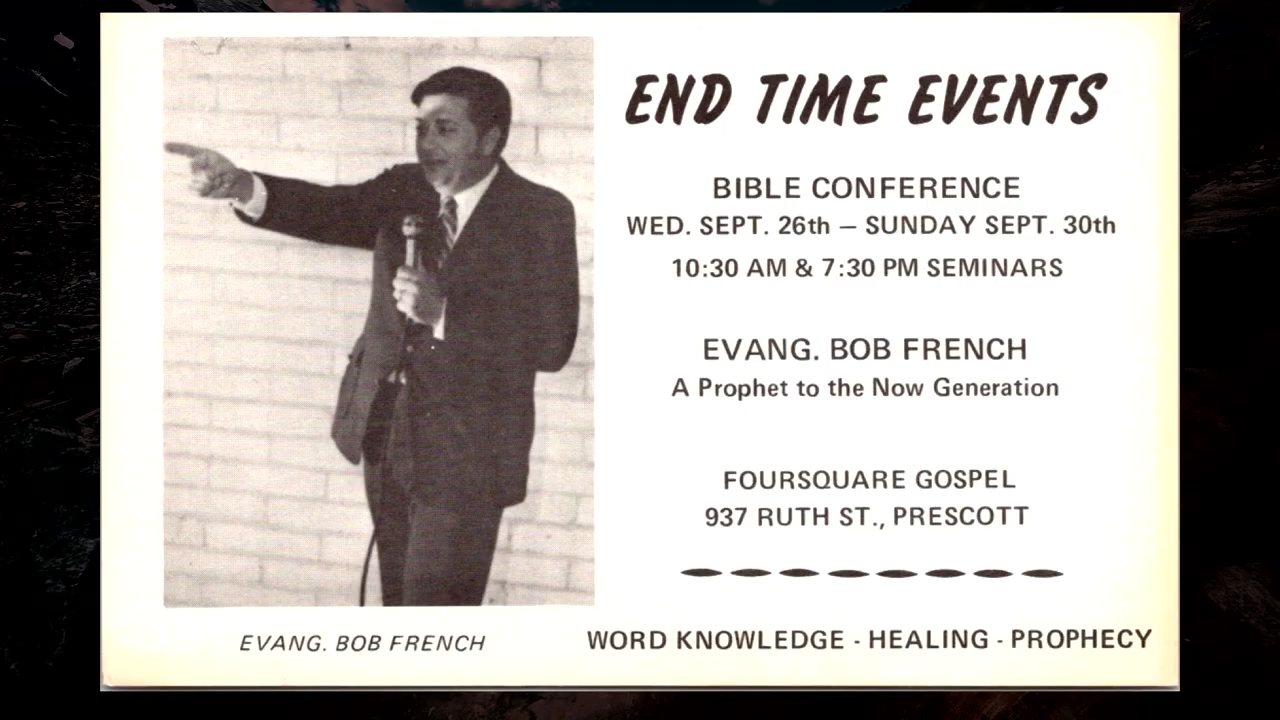 END TIME EVENTS
BIBLE CONFERENCE
WED. SEPT. 26th – SUNDAY SEPT. 30th
10:30 AM & 7:30 PM SEMINARS
EVANG. BOB FRENCH
A Prophet to the Now Generation
FOURSQUARE GOSPEL
937 RUTH ST., PRESCOTT
EVANG. BOB FRENCH
WORD KNOWLEDGE - HEALING - PROPHECY